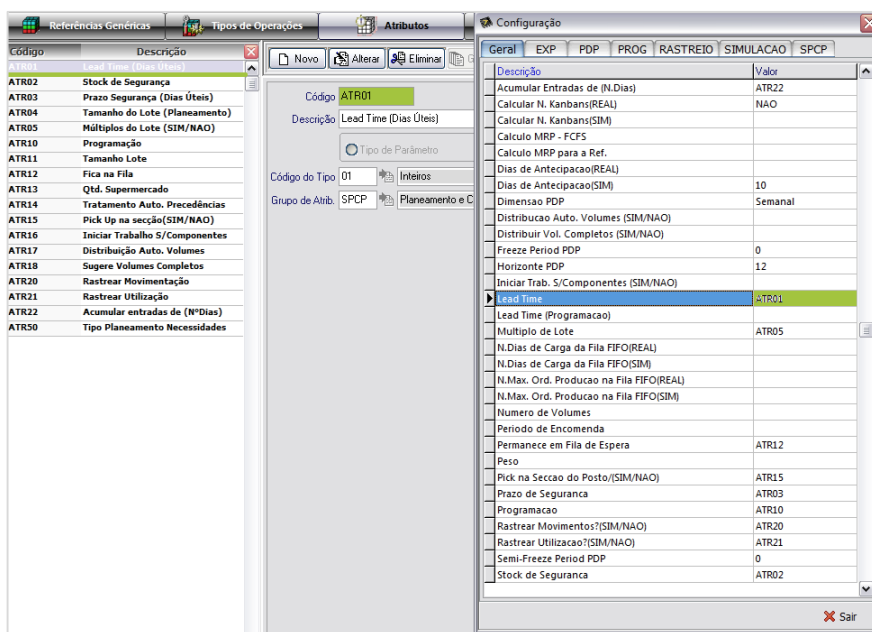 Referências Genéricas Tipos de Operações Atributos
Código Descrição
ATR01 Lead Time (Dias Úteis)
ATR02 Stock de Segurança
ATR03 Prazo Segurança (Dias Úteis)
ATR04 Tamanho do Lote (Planeamento)
ATR05 Múltiplos do Lote (SIM/NAO)
ATR10 Programação
ATR11 Tamanho Lote
ATR12 Fica na Fila
ATR13 Qtd. Supermercado
ATR14 Tratamento Auto. Precedências
ATR15 Pick Up na secção(SIM/NAO)
ATR16 Iniciar Trabalho S/Componentes
ATR17 Distribuição Auto. Volumes
ATR18 Sugere Volumes Completos
ATR20 Rastrear Movimentação
ATR21 Rastrear Utilização
ATR22 Acumular entradas de (NºDias)
ATR50 Tipo Planeamento Necessidades
Novo Alterar Eliminar G
Código ATR01
Descrição Lead Time (Dias Úteis)
Tipo de Parâmetro
Código do Tipo 01 Inteiros
Grupo de Atrib. SPCP Planeamento e C
Configuração
Geral EXP PDP PROG RASTREIO SIMULACAO SPCP
Descrição Valor
Acumular Entradas de (N.Dias) ATR22
Calcular N. Kanbans(REAL) NAO
Calcular N. Kanbans(SIM)
Calculo MRP - FCFS
Calculo MRP para a Ref.
Dias de Antecipacao(REAL)
Dias de Antecipacao(SIM) 10
Dimensao PDP Semanal
Distribucao Auto. Volumes (SIM/NAO)
Distribuir Vol. Completos (SIM/NAO)
Freeze Period PDP 0
Horizonte PDP 12
Iniciar Trab. S/Componentes (SIM/NAO)
Lead Time ATR01
Lead Time (Programacao)
Multiplo de Lote ATR05
N.Dias de Carga da Fila FIFO(REAL)
N.Dias de Carga da Fila FIFO(SIM)
N.Max. Ord. Producao na Fila FIFO(REAL)
N.Max. Ord. Producao na Fila FIFO(SIM)
Numero de Volumes
Periodo de Encomenda
Permanece em Fila de Espera ATR12
Peso
Pick na Seccao do Posto/(SIM/NAO) ATR15
Prazo de Seguranca ATR03
Programacao ATR10
Rastrear Movimentos?(SIM/NAO) ATR20
Rastrear Utilizacao?(SIM/NAO) ATR21
Semi-Freeze Period PDP 0
Stock de Seguranca ATR02
Sair